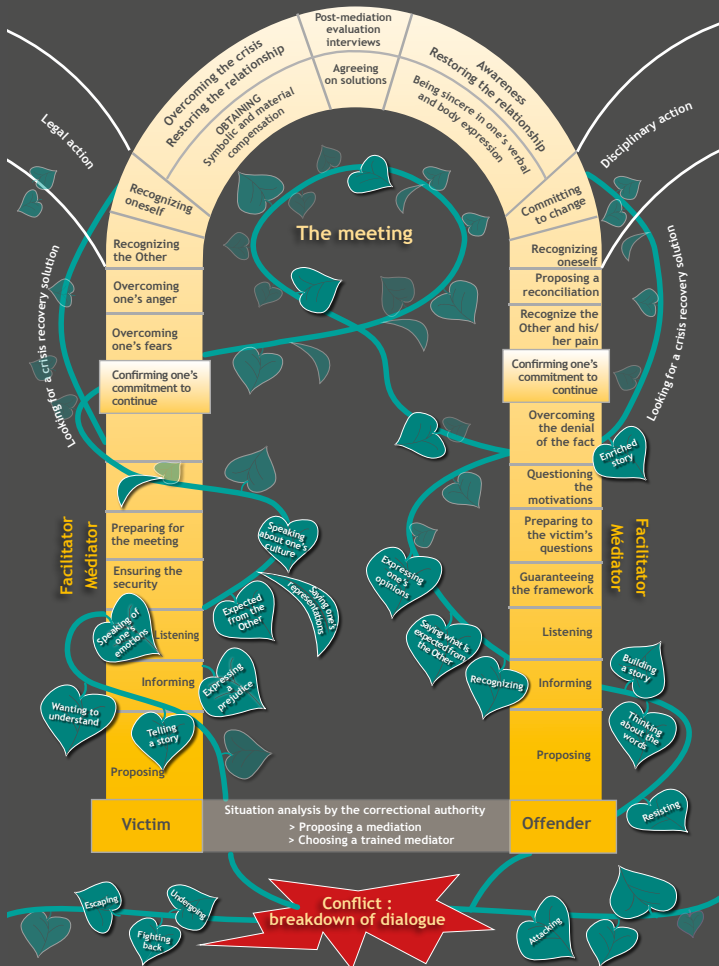 Post-mediation
evaluation
interviews
Agreeing
on solutions
Overcoming the crisis
Restoring the relationship
OBTAINING
Symbolic and material
compensation
Awareness
Restoring the relationship
Being sincere in one's verbal
and body expression
Legal action
Disciplinary action
Recognizing
oneself
Committing
to change
The meeting
Recognizing
the Other
Overcoming
one's anger
Overcoming
one's fears
Confirming one's
commitment to
continue
Looking for a crisis recovery solution
Recognizing
oneself
Proposing a
reconciliation
Recognize the
Other and his/
her pain
Confirming one's
commitment to
continue
Overcoming
the denial
of the fact
Looking for a crisis recovery solution
Enriched
story
Questioning
the
motivations
Preparing to
the victim's
questions
Guaranteeing
the framework
Listening
Informing
Proposing
Facilitator
Médiator
Facilitator
Médiator
Preparing for
the meeting
Ensuring the
security
Listening
Informing
Proposing
Speaking
about one's
culture
Saying one's
representations
Expected
from the
Other
Speaking of
one's
emotions
Expressing
a
prejudice
Wanting to
understand
Telling
a story
Expressing
one's
opinions
Saying what is
expected from
the Other
Recognizing
Building
a story
Thinking
about the
words
Resisting
Victim
Situation analysis by the correctional authority
> Proposing a mediation
> Choosing a trained mediator
Offender
Conflict :
breakdown of dialogue
Escaping
Undergoing
Fighting
back
Attacking